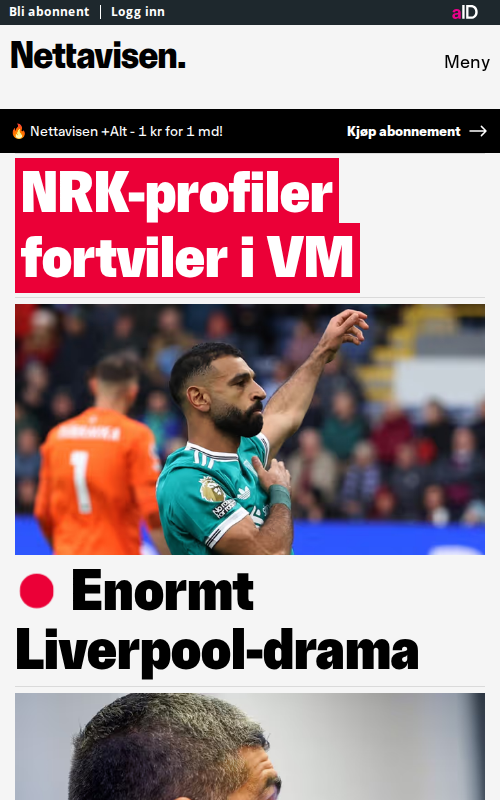 Bli abonnent | Logg inn
aID
Nettavisen.
Meny
🔥 Nettavisen +Alt - 1 kr for 1 md!
Kjøp abonnement →
NRK-profiler
fortviler i VM
1
Enormt
Liverpool-drama